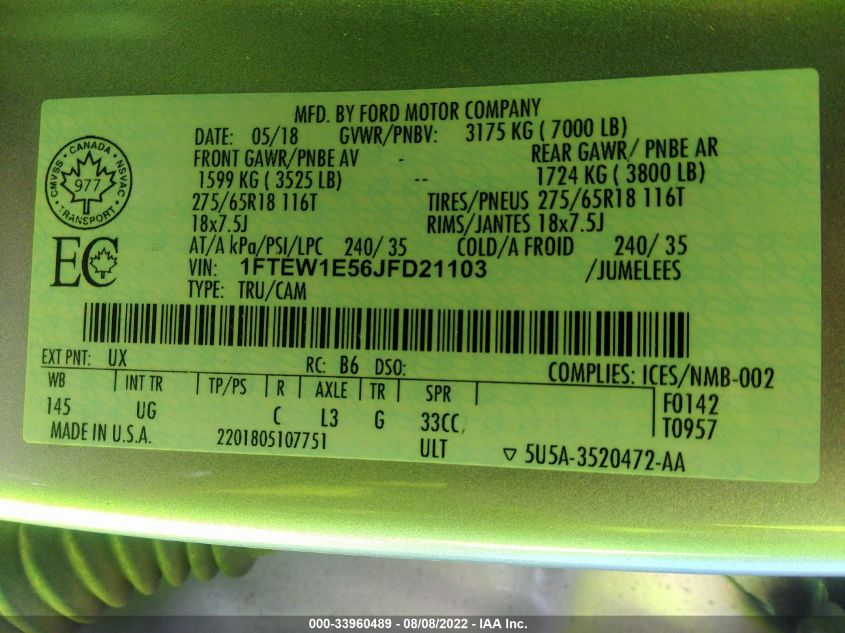 MFD. BY FORD MOTOR COMPANY
DATE: 05/18 GVWR/PNBV: 3175 KG ( 7000 LB)
FRONT GAWR/PNBE AV - REAR GAWR/ PNBE AR
1599 KG ( 3525 LB) -- 1724 KG ( 3800 LB)
275/65R18 116T TIRES/PNEUS 275/65R18 116T
18x7.5J RIMS/JANTES 18x7.5J
AT/A kPa/PSI/LPC 240/ 35 COLD/A FROID 240/ 35
VIN: 1FTEW1E56JFD21103 /JUMELEES
TYPE: TRU/CAM
CANADA
CMVSS NSVAC
977
TRANSPORT
EC
EXT PNT: UX RC: B6 DSO: COMPLIES: ICES/NMB-002
WB INT TR TP/PS R AXLE TR SPR F0142
145 UG C L3 G 33CC T0957
MADE IN U.S.A. 2201805107751 ULT ▽ 5U5A-3520472-AA
000-33960489 - 08/08/2022 - IAA Inc.